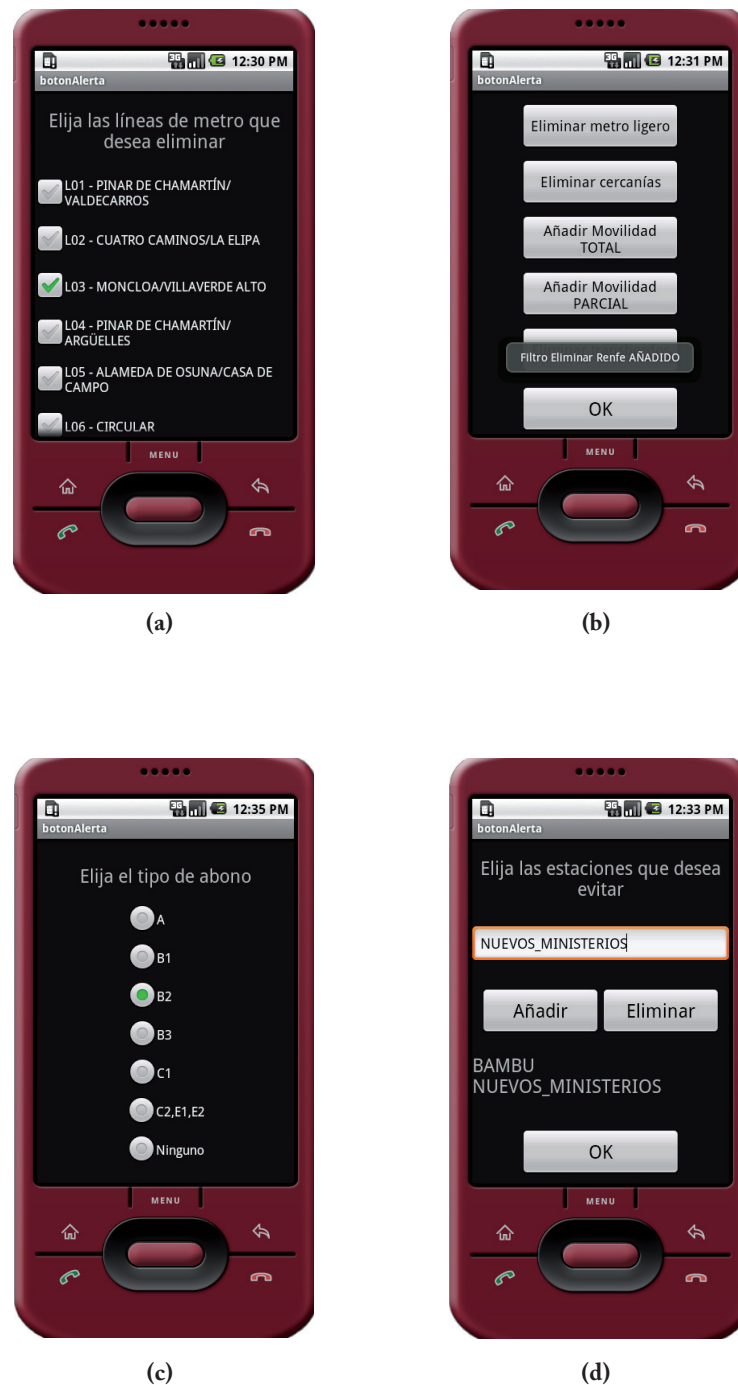 3G 12:30 PM
botonAlerta
Elija las líneas de metro que
desea eliminar
L01 - PINAR DE CHAMARTÍN/
VALDECARROS
L02 - CUATRO CAMINOS/LA ELIPA
L03 - MONCLOA/VILLAVERDE ALTO
L04 - PINAR DE CHAMARTÍN/
ARGÜELLES
L05 - ALAMEDA DE OSUNA/CASA DE
CAMPO
L06 - CIRCULAR
MENU
(a)
3G 12:31 PM
botonAlerta
Eliminar metro ligero
Eliminar cercanías
Añadir Movilidad
TOTAL
Añadir Movilidad
PARCIAL
Filtro Eliminar Renfe AÑADIDO
OK
MENU
(b)
3G 12:35 PM
botonAlerta
Elija el tipo de abono
A
B1
B2
B3
C1
C2,E1,E2
Ninguno
MENU
(c)
3G 12:33 PM
botonAlerta
Elija las estaciones que desea
evitar
NUEVOS_MINISTERIOS
Añadir Eliminar
BAMBU
NUEVOS_MINISTERIOS
OK
MENU
(d)